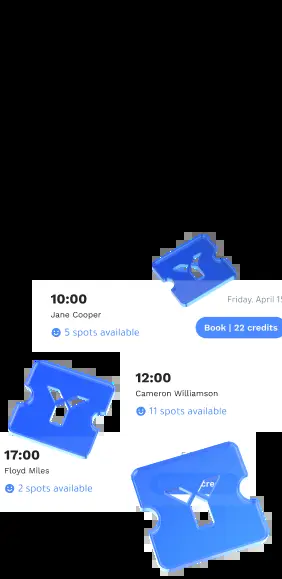 10:00
Friday, April 15
Jane Cooper
5 spots available
Book | 22 credits
12:00
Cameron Williamson
11 spots available
17:00
Floyd Miles
2 spots available
cre